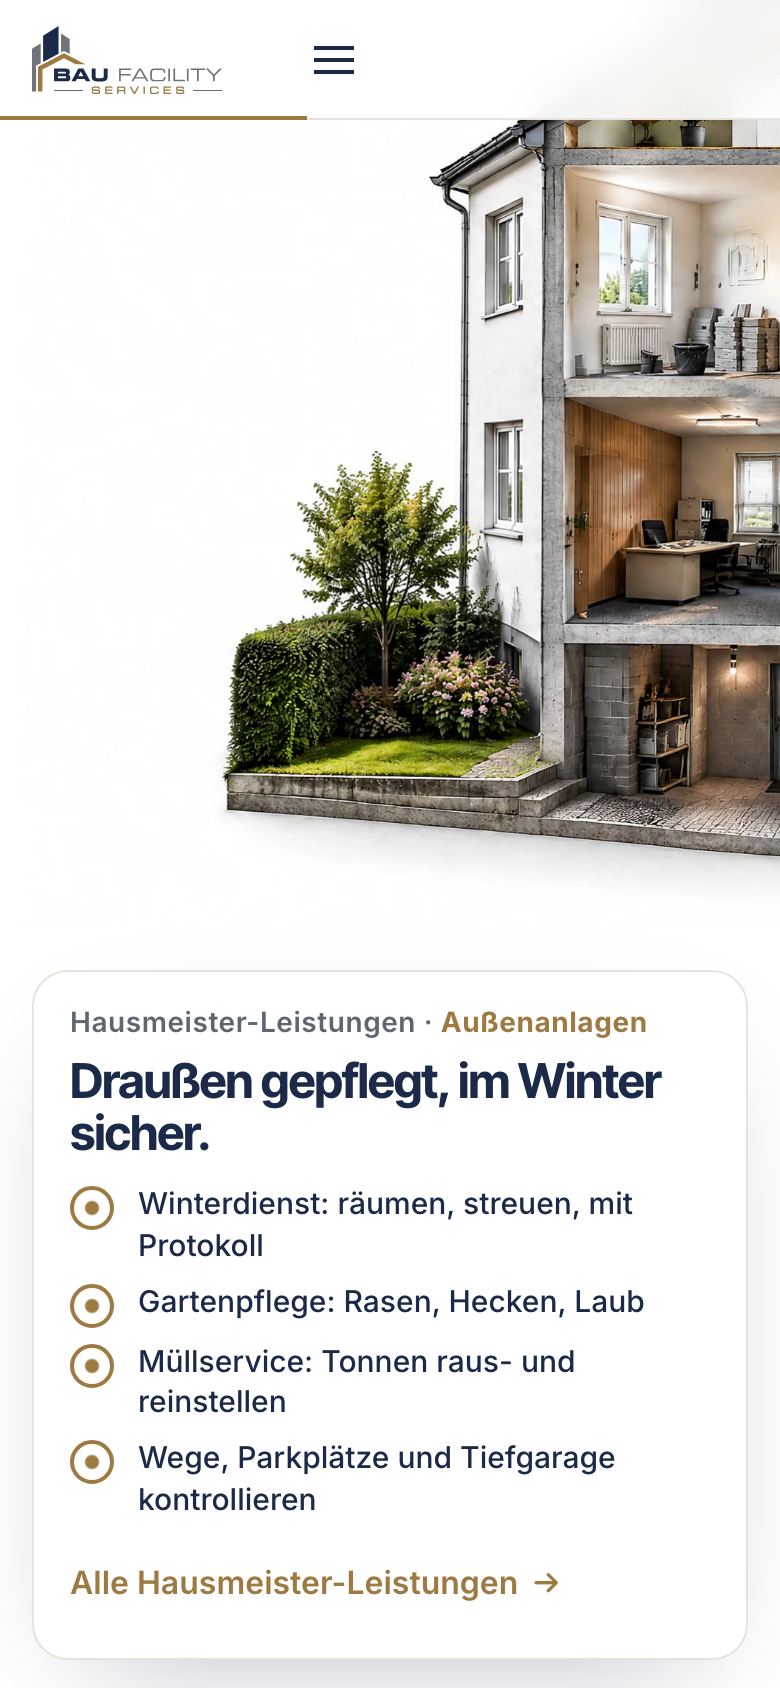 BAU FACILITY
SERVICES
Hausmeister-Leistungen · Außenanlagen
Draußen gepflegt, im Winter
sicher.
Winterdienst: räumen, streuen, mit
Protokoll
Gartenpflege: Rasen, Hecken, Laub
Müllservice: Tonnen raus- und
reinstellen
Wege, Parkplätze und Tiefgarage
kontrollieren
Alle Hausmeister-Leistungen →